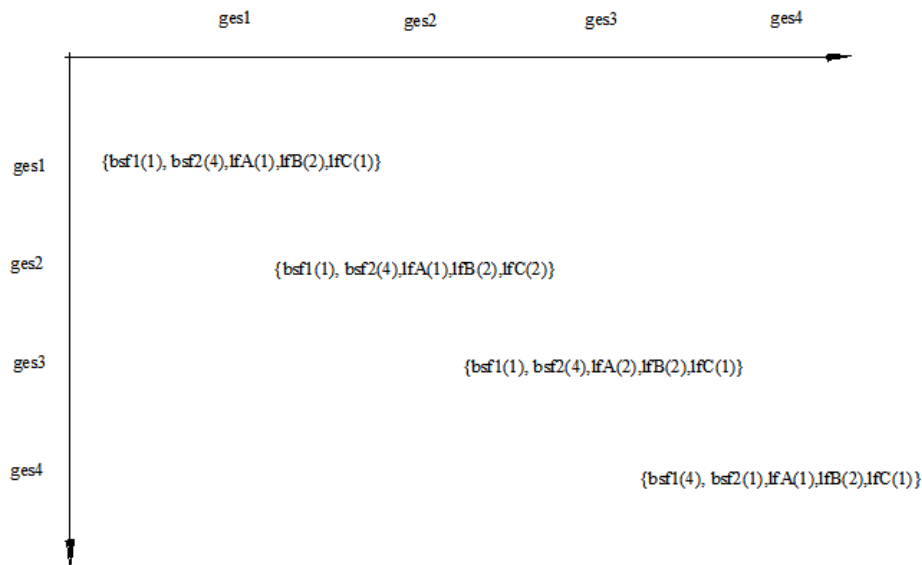 ges1 ges2 ges3 ges4
ges1 {bsf1(1), bsf2(4),lfA(1),lfB(2),lfC(1)}
ges2 {bsf1(1), bsf2(4),lfA(1),lfB(2),lfC(2)}
ges3 {bsf1(1), bsf2(4),lfA(2),lfB(2),lfC(1)}
ges4 {bsf1(4), bsf2(1),lfA(1),lfB(2),lfC(1)}